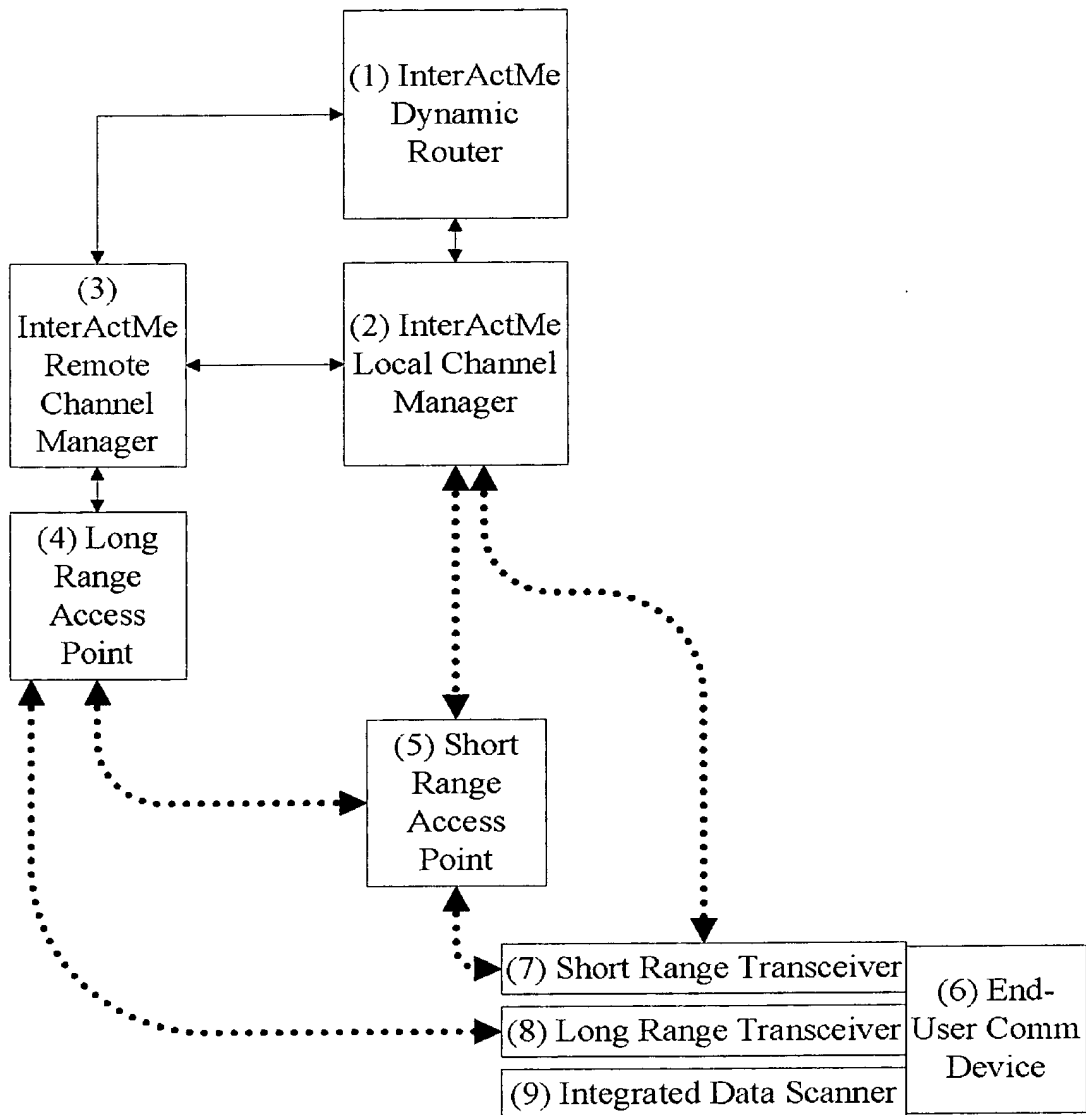 (1) InterActMe
Dynamic
Router
(3)
InterActMe
Remote
Channel
Manager
(2) InterActMe
Local Channel
Manager
(4) Long
Range
Access
Point
(5) Short
Range
Access
Point
(7) Short Range Transceiver
(8) Long Range Transceiver
(9) Integrated Data Scanner
(6) End-
User Comm
Device